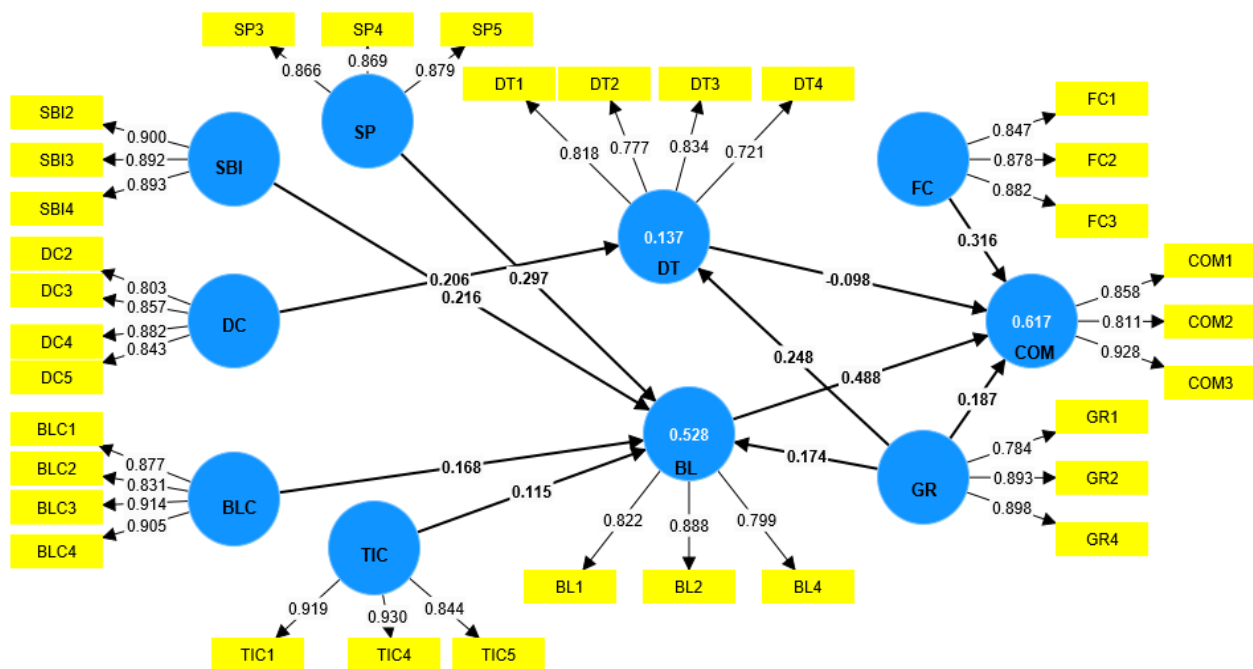 SP3
SP4
SP5
0.866
0.869
0.879
SP
SBI2
SBI3
SBI4
0.900
0.892
0.893
SBI
DT1
DT2
DT3
DT4
0.818
0.777
0.834
0.721
0.137
DT
FC1
FC2
FC3
0.847
0.878
0.882
FC
0.316
DC2
DC3
DC4
DC5
0.803
0.857
0.882
0.843
DC
0.206
0.216
0.297
-0.098
0.248
0.488
0.187
COM1
COM2
COM3
0.858
0.811
0.928
0.617
COM
BLC1
BLC2
BLC3
BLC4
0.877
0.831
0.914
0.905
BLC
0.168
0.115
0.174
0.528
BL
0.822
0.888
0.799
BL1
BL2
BL4
GR1
GR2
GR4
0.784
0.893
0.898
GR
TIC
0.919
0.930
0.844
TIC1
TIC4
TIC5